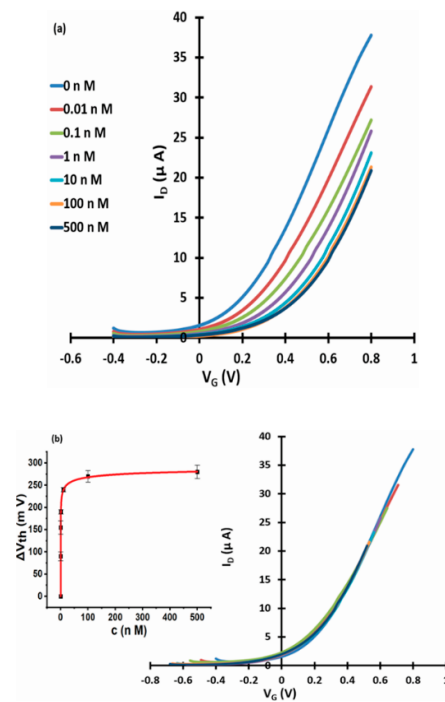 (a)
40
35
30
25
20
15
10
5
I_D (µ A)
0 n M
0.01 n M
0.1 n M
1 n M
10 n M
100 n M
500 n M
-0.6 -0.4 -0.2 0 0.2 0.4 0.6 0.8 1
V_G (V)
(b)
300
250
200
150
100
50
0
ΔVth (m V)
0 100 200 300 400 500
c (n M)
40
35
30
25
20
15
10
5
0
I_D (µ A)
-0.8 -0.6 -0.4 -0.2 0 0.2 0.4 0.6 0.8 1
V_G (V)